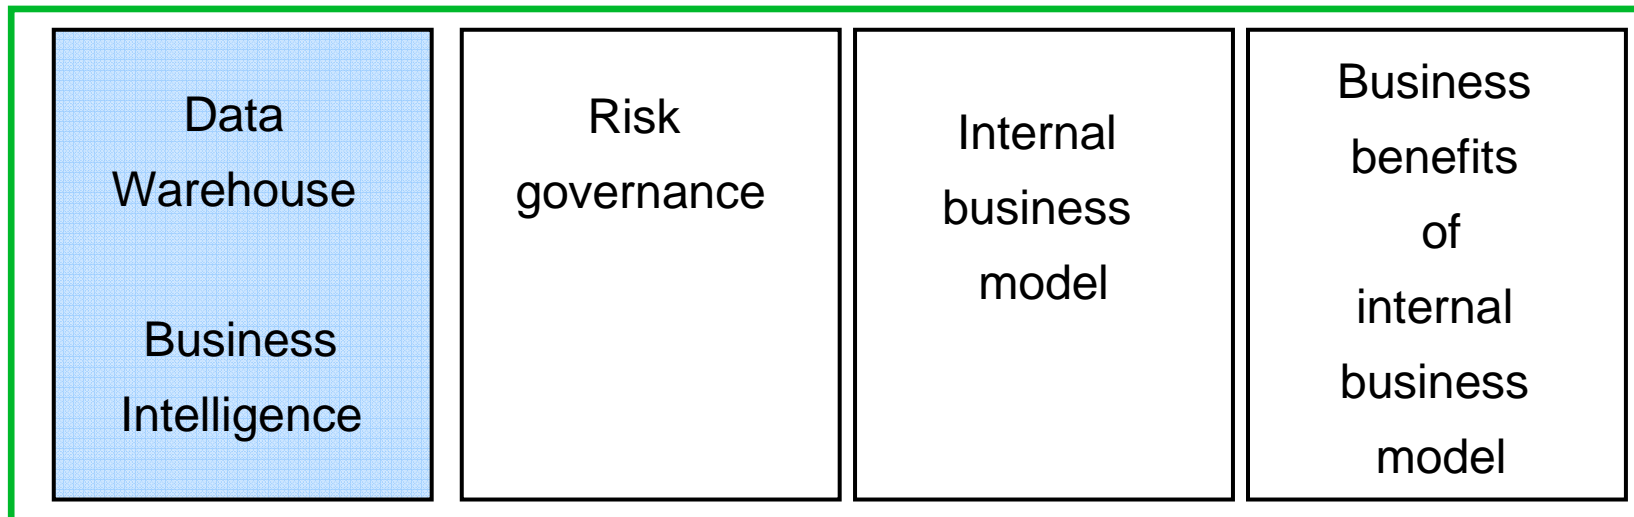 Data
Warehouse
Business
Intelligence
Risk
governance
Internal
business
model
Business
benefits
of
internal
business
model